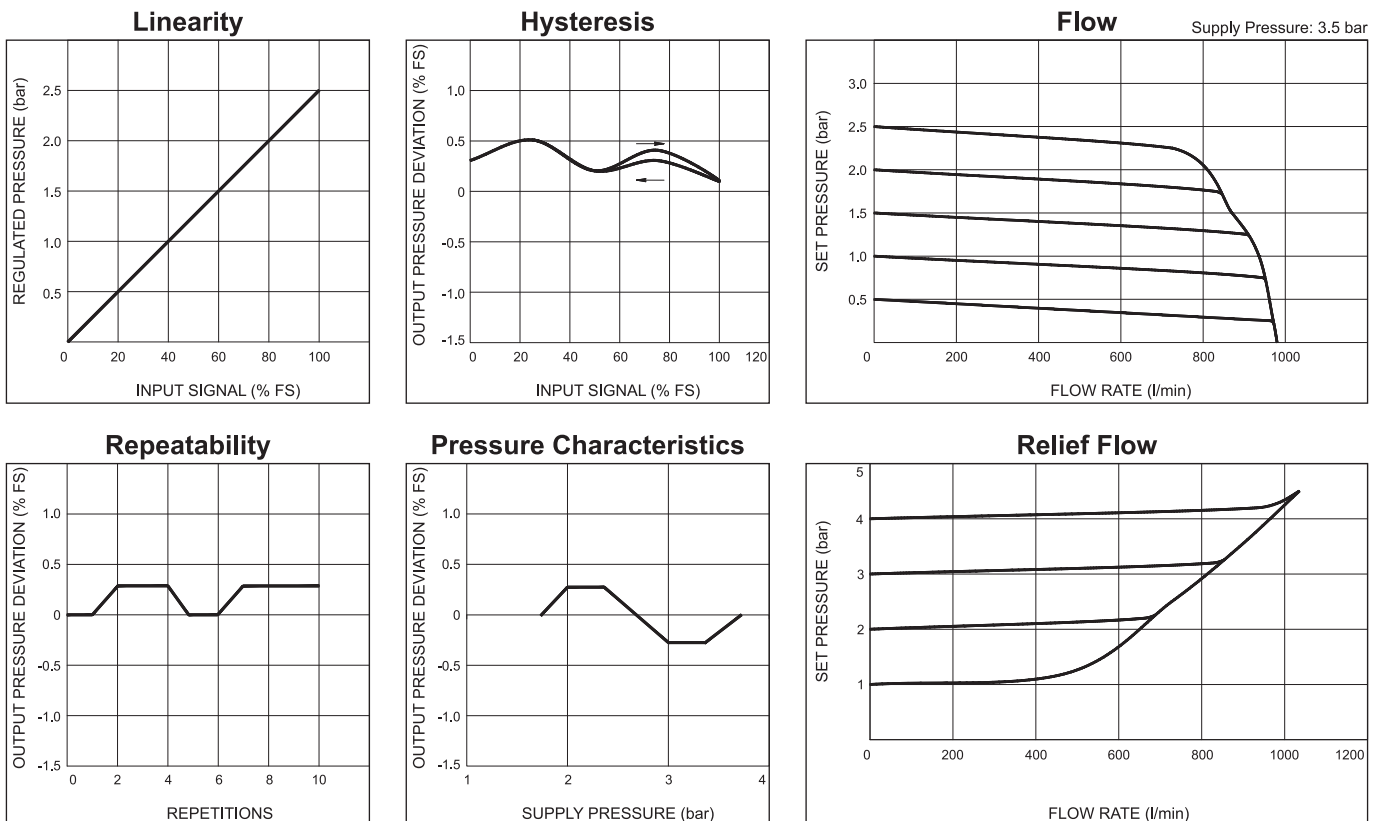 Linearity
REGULATED PRESSURE (bar)
2.5
2.0
1.5
1.0
0.5
0 20 40 60 80 100
INPUT SIGNAL (% FS)
Hysteresis
OUTPUT PRESSURE DEVIATION (% FS)
1.0
0.5
0
-0.5
-1.0
-1.5
0 20 40 60 80 100 120
INPUT SIGNAL (% FS)
Flow
Supply Pressure: 3.5 bar
SET PRESSURE (bar)
3.0
2.5
2.0
1.5
1.0
0.5
0 200 400 600 800 1000
FLOW RATE (l/min)
Repeatability
OUTPUT PRESSURE DEVIATION (% FS)
1.0
0.5
0
-0.5
-1.0
-1.5
0 2 4 6 8 10
REPETITIONS
Pressure Characteristics
OUTPUT PRESSURE DEVIATION (% FS)
1.0
0.5
0
-0.5
-1.0
-1.5
1 2 3 4
SUPPLY PRESSURE (bar)
Relief Flow
SET PRESSURE (bar)
5
4
3
2
1
0 200 400 600 800 1000 1200
FLOW RATE (l/min)